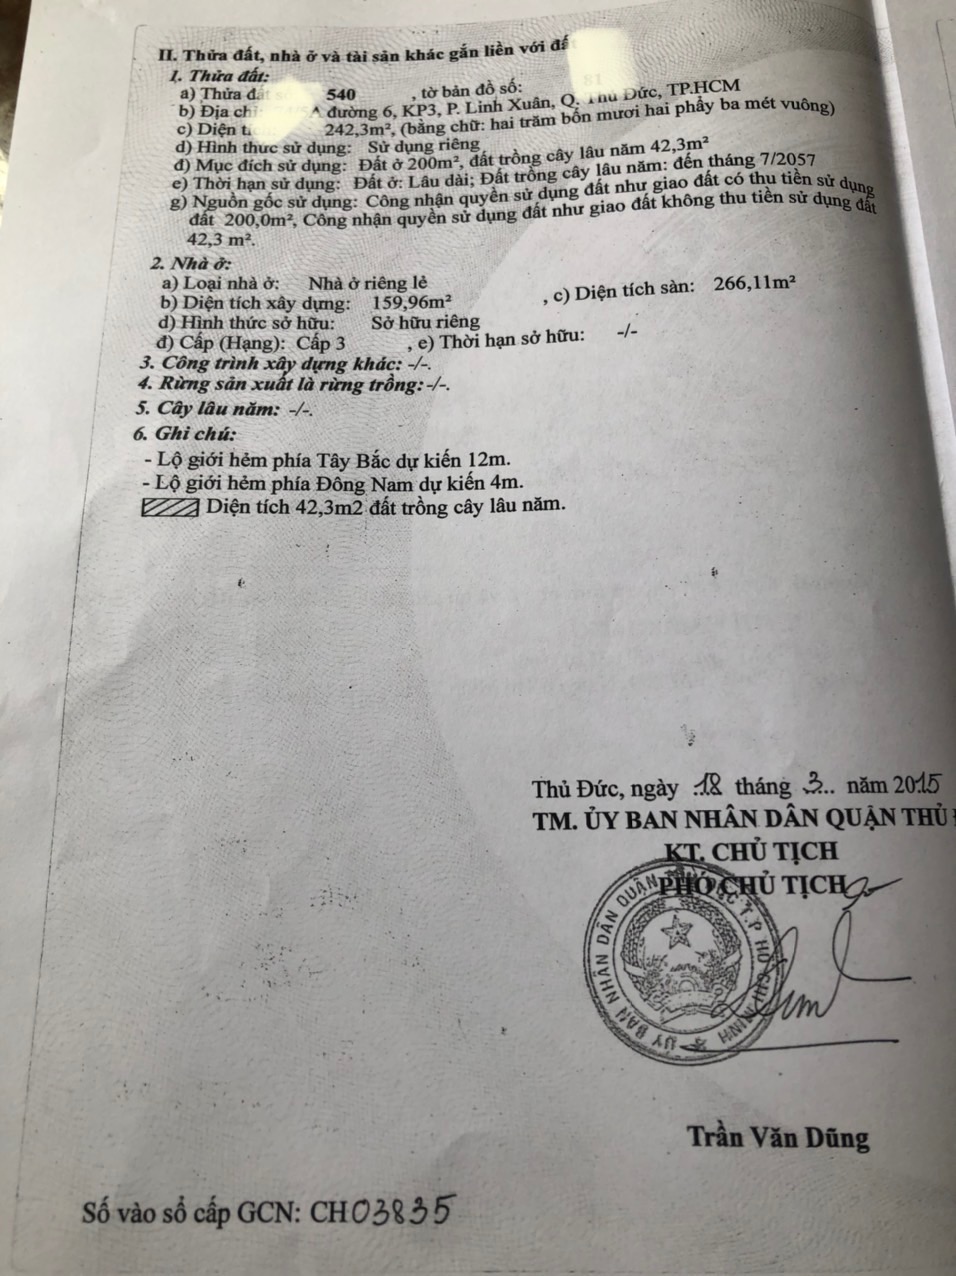 II. Thửa đất, nhà ở và tài sản khác gắn liền với đất
1. Thửa đất:
a) Thửa đất 540 , tờ bản đồ số:
b) Địa chỉ: đường 6, KP3, P. Linh Xuân, Q. Thủ Đức, TP.HCM
c) Diện 242,3m², (bằng chữ: hai trăm bốn mươi hai phẩy ba mét vuông)
d) Hình thức sử dụng: Sử dụng riêng
đ) Mục đích sử dụng: Đất ở 200m², đất trồng cây lâu năm 42,3m²
e) Thời hạn sử dụng: Đất ở: Lâu dài; Đất trồng cây lâu năm: đến tháng 7/2057
g) Nguồn gốc sử dụng: Công nhận quyền sử dụng đất như giao đất có thu tiền sử dụng
đất 200,0m², Công nhận quyền sử dụng đất như giao đất không thu tiền sử dụng đất
42,3 m².
2. Nhà ở:
a) Loại nhà ở: Nhà ở riêng lẻ
b) Diện tích xây dựng: 159,96m² , c) Diện tích sàn: 266,11m²
d) Hình thức sở hữu: Sở hữu riêng
đ) Cấp (Hạng): Cấp 3 , e) Thời hạn sở hữu: -/-
3. Công trình xây dựng khác: -/-.
4. Rừng sản xuất là rừng trồng: -/-.
5. Cây lâu năm: -/-.
6. Ghi chú:
- Lộ giới hẻm phía Tây Bắc dự kiến 12m.
- Lộ giới hẻm phía Đông Nam dự kiến 4m.
Diện tích 42,3m2 đất trồng cây lâu năm.
Thủ Đức, ngày 18 tháng 3.. năm 2015
TM. ỦY BAN NHÂN DÂN QUẬN THỦ
KT. CHỦ TỊCH
PHÓ CHỦ TỊCH
ỦY BAN NHÂN DÂN QUẬN THỦ ĐỨC T.P HỒ CHÍ MINH
Trần Văn Dũng
Số vào sổ cấp GCN: CH03835